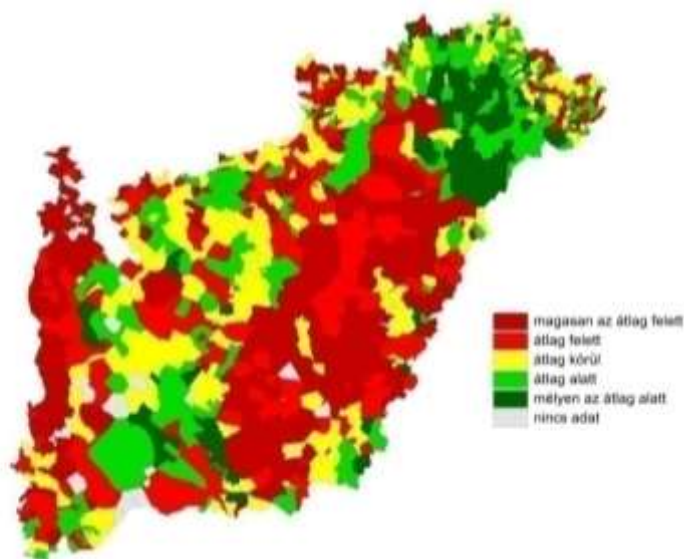 magasan az átlag felett
átlag felett
átlag körül
átlag alatt
mélyen az átlag alatt
nincs adat